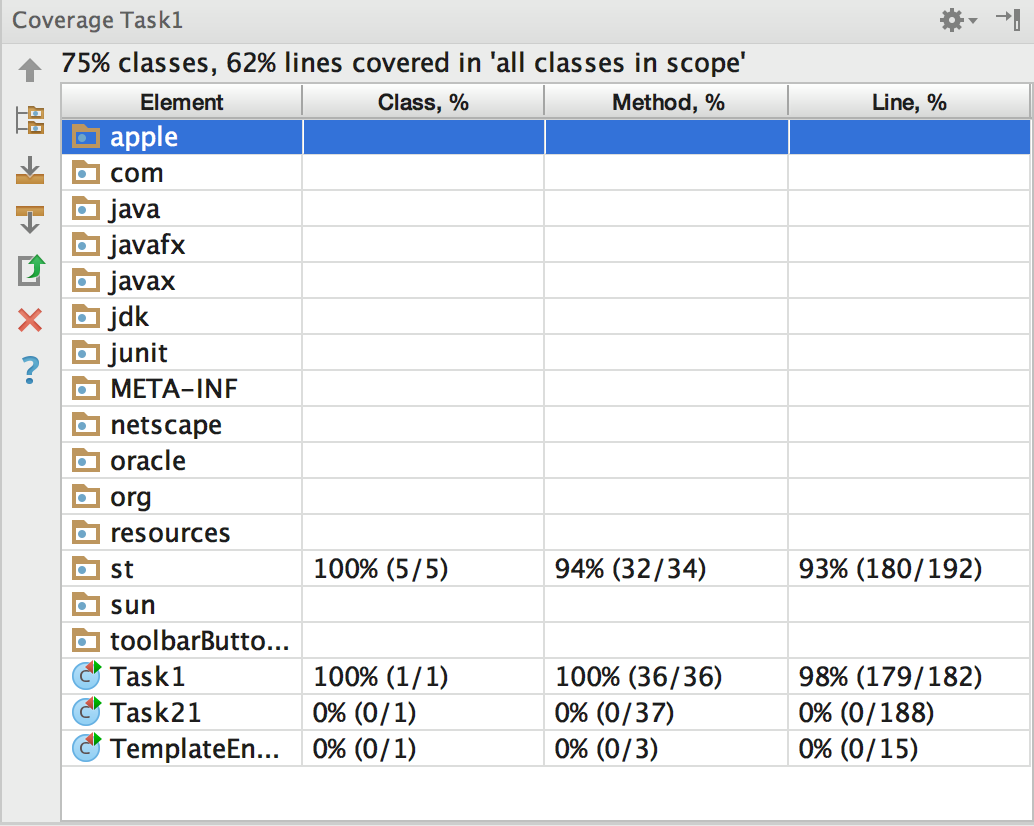 Coverage Task1
75% classes, 62% lines covered in 'all classes in scope'
Element Class, % Method, % Line, %
apple
com
java
javafx
javax
jdk
junit
META-INF
netscape
oracle
org
resources
st 100% (5/5) 94% (32/34) 93% (180/192)
sun
toolbarButto...
Task1 100% (1/1) 100% (36/36) 98% (179/182)
Task21 0% (0/1) 0% (0/37) 0% (0/188)
TemplateEn... 0% (0/1) 0% (0/3) 0% (0/15)